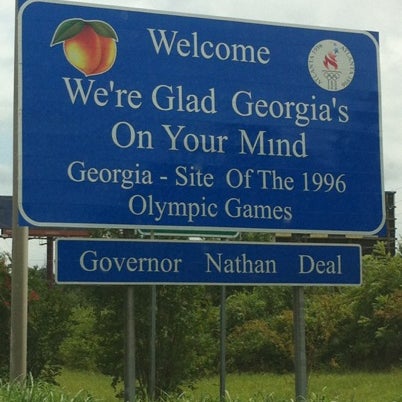 Welcome
We're Glad Georgia's
On Your Mind
Georgia - Site Of The 1996
Olympic Games
Governor Nathan Deal